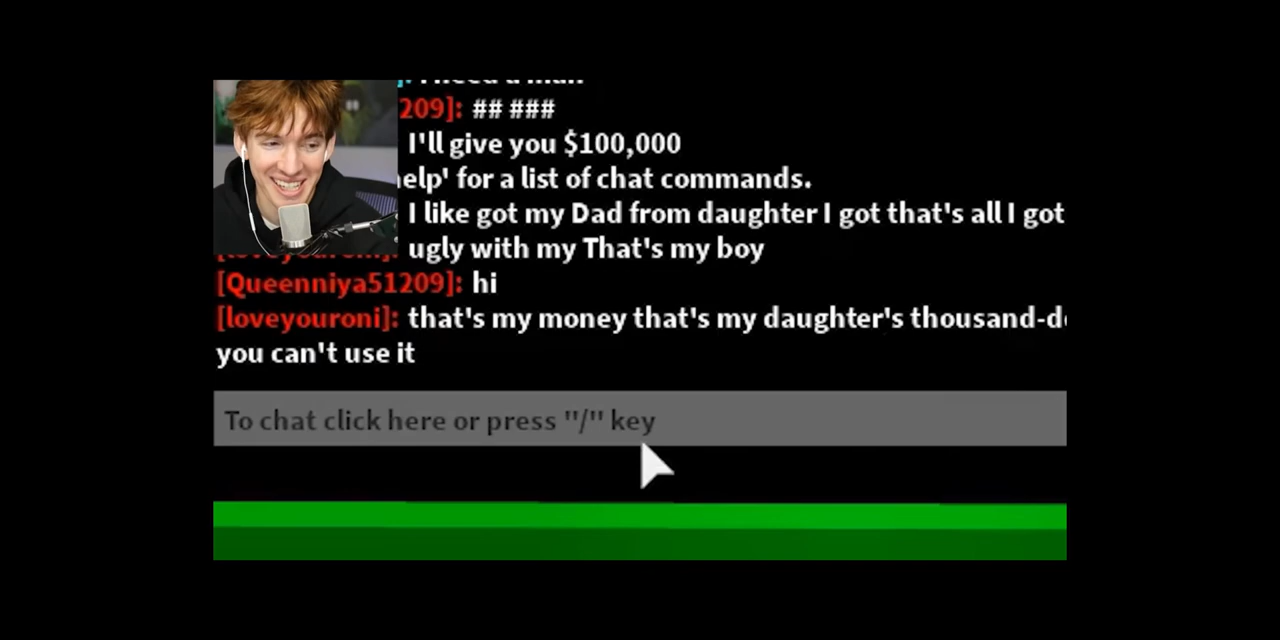 I need a man
209]: ## ###
I'll give you $100,000
elp' for a list of chat commands.
I like got my Dad from daughter I got that's all I got
ugly with my That's my boy
[Queenniya51209]: hi
[loveyouroni]: that's my money that's my daughter's
you can't use it
To chat click here or press "/" key